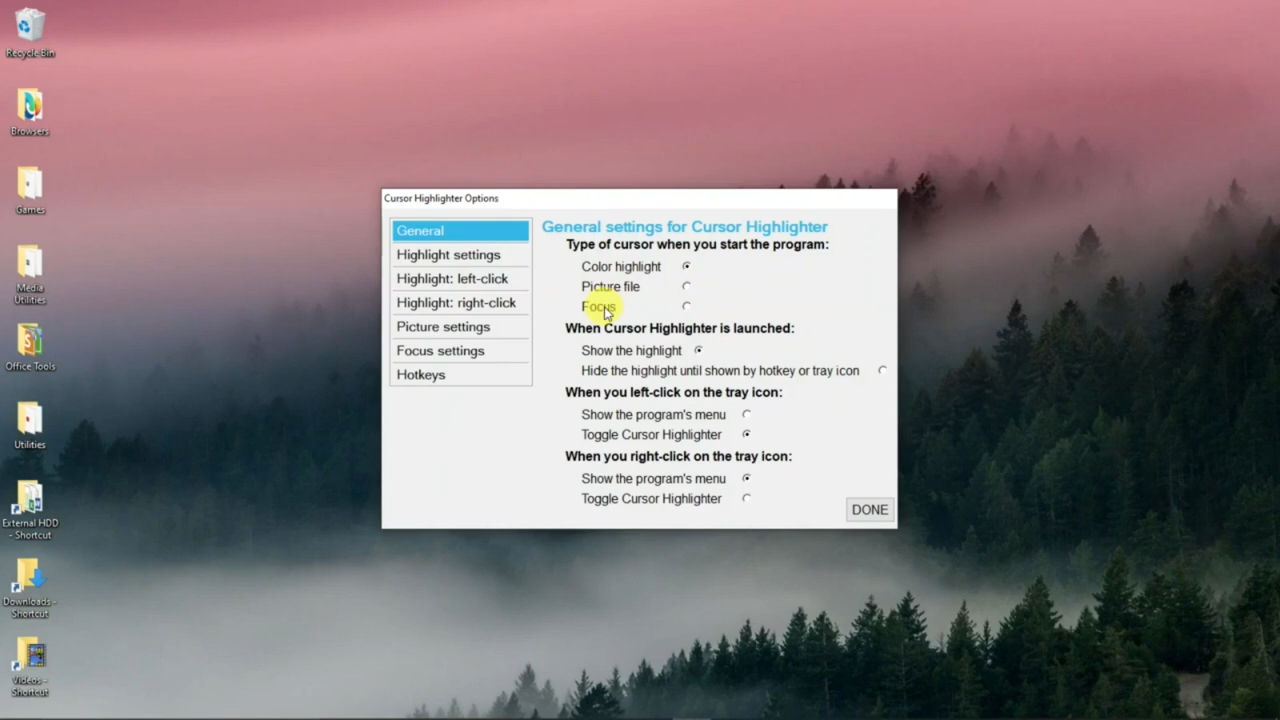 Recycle Bin
Browsers
Games
Media
Utilities
Office Tools
Utilities
External HDD
- Shortcut
Downloads -
Shortcut
Videos -
Shortcut
Cursor Highlighter Options
General
Highlight settings
Highlight: left-click
Highlight: right-click
Picture settings
Focus settings
Hotkeys
General settings for Cursor Highlighter
Type of cursor when you start the program:
Color highlight
Picture file
Focus
When Cursor Highlighter is launched:
Show the highlight
Hide the highlight until shown by hotkey or tray icon
When you left-click on the tray icon:
Show the program's menu
Toggle Cursor Highlighter
When you right-click on the tray icon:
Show the program's menu
Toggle Cursor Highlighter
DONE